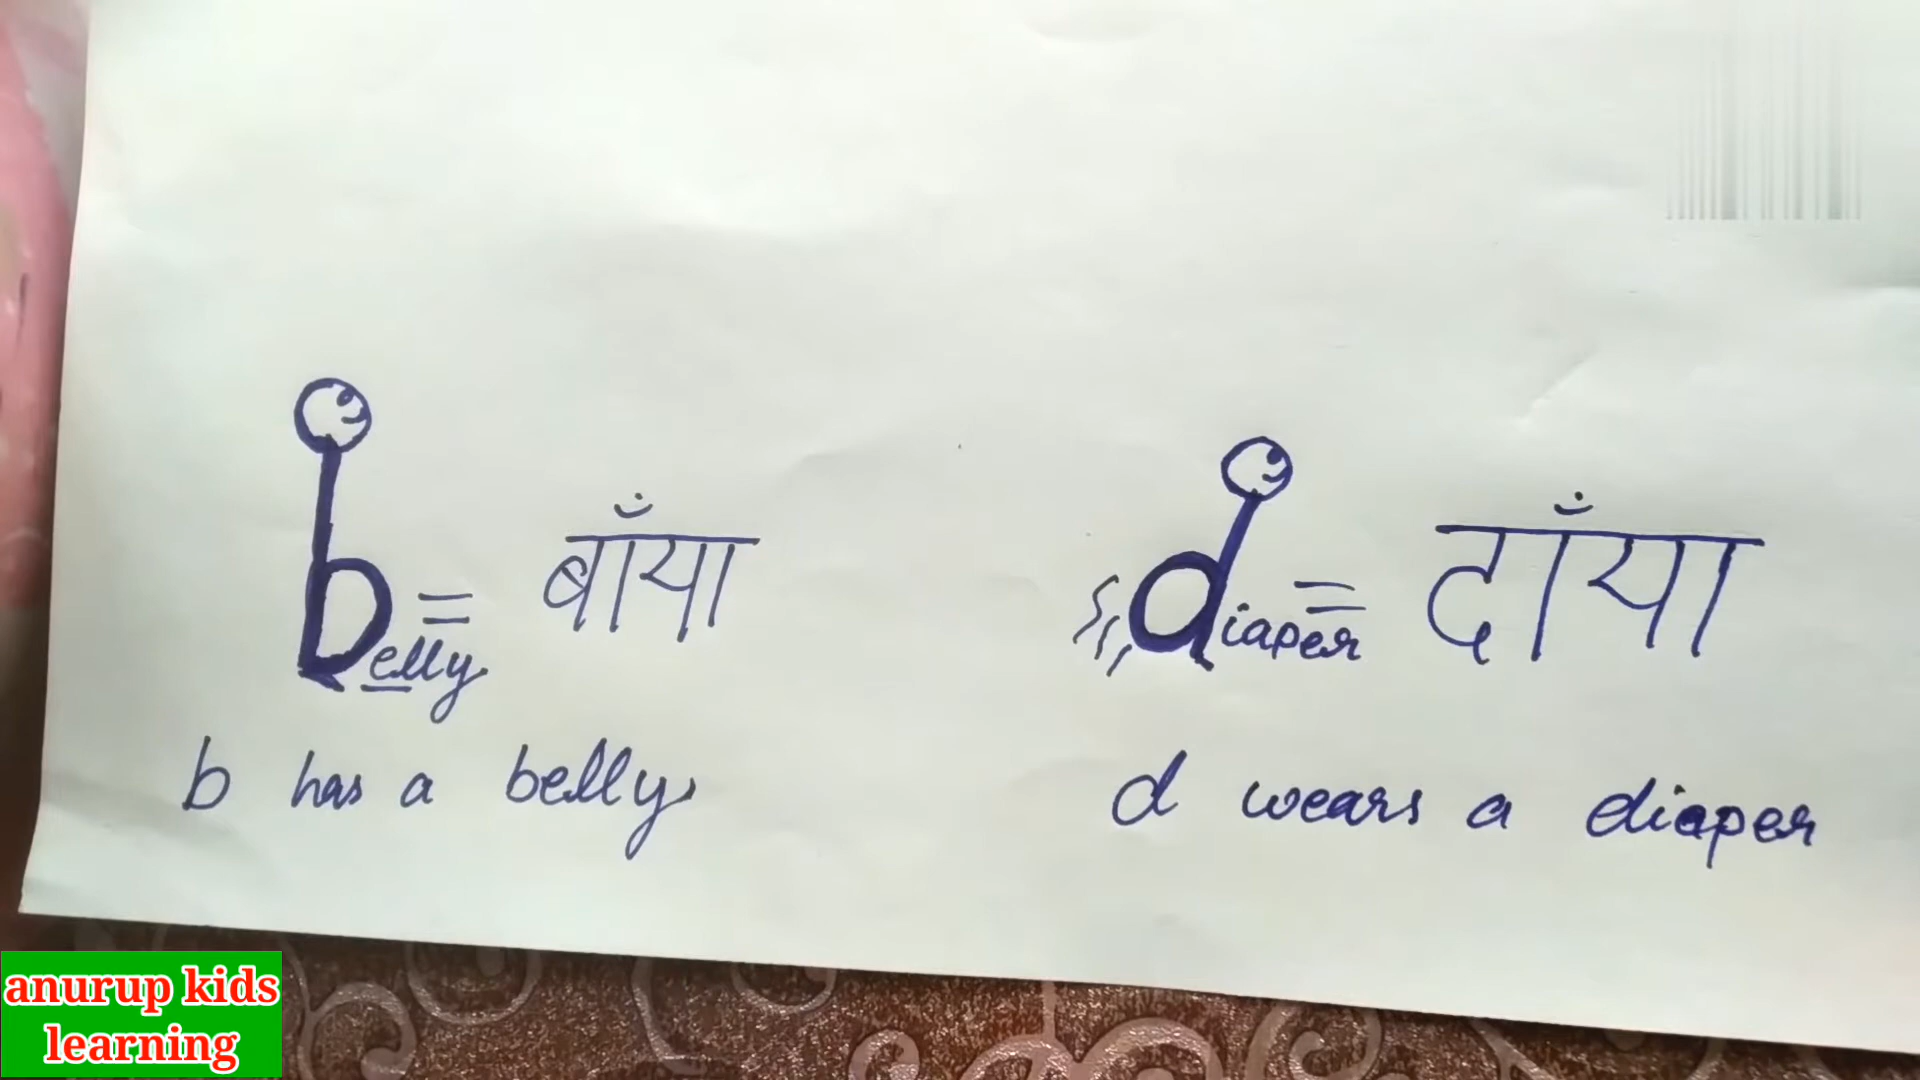 belly = बाँया
diaper = दाँया
b has a belly
d wears a diaper
anurup kids
learning